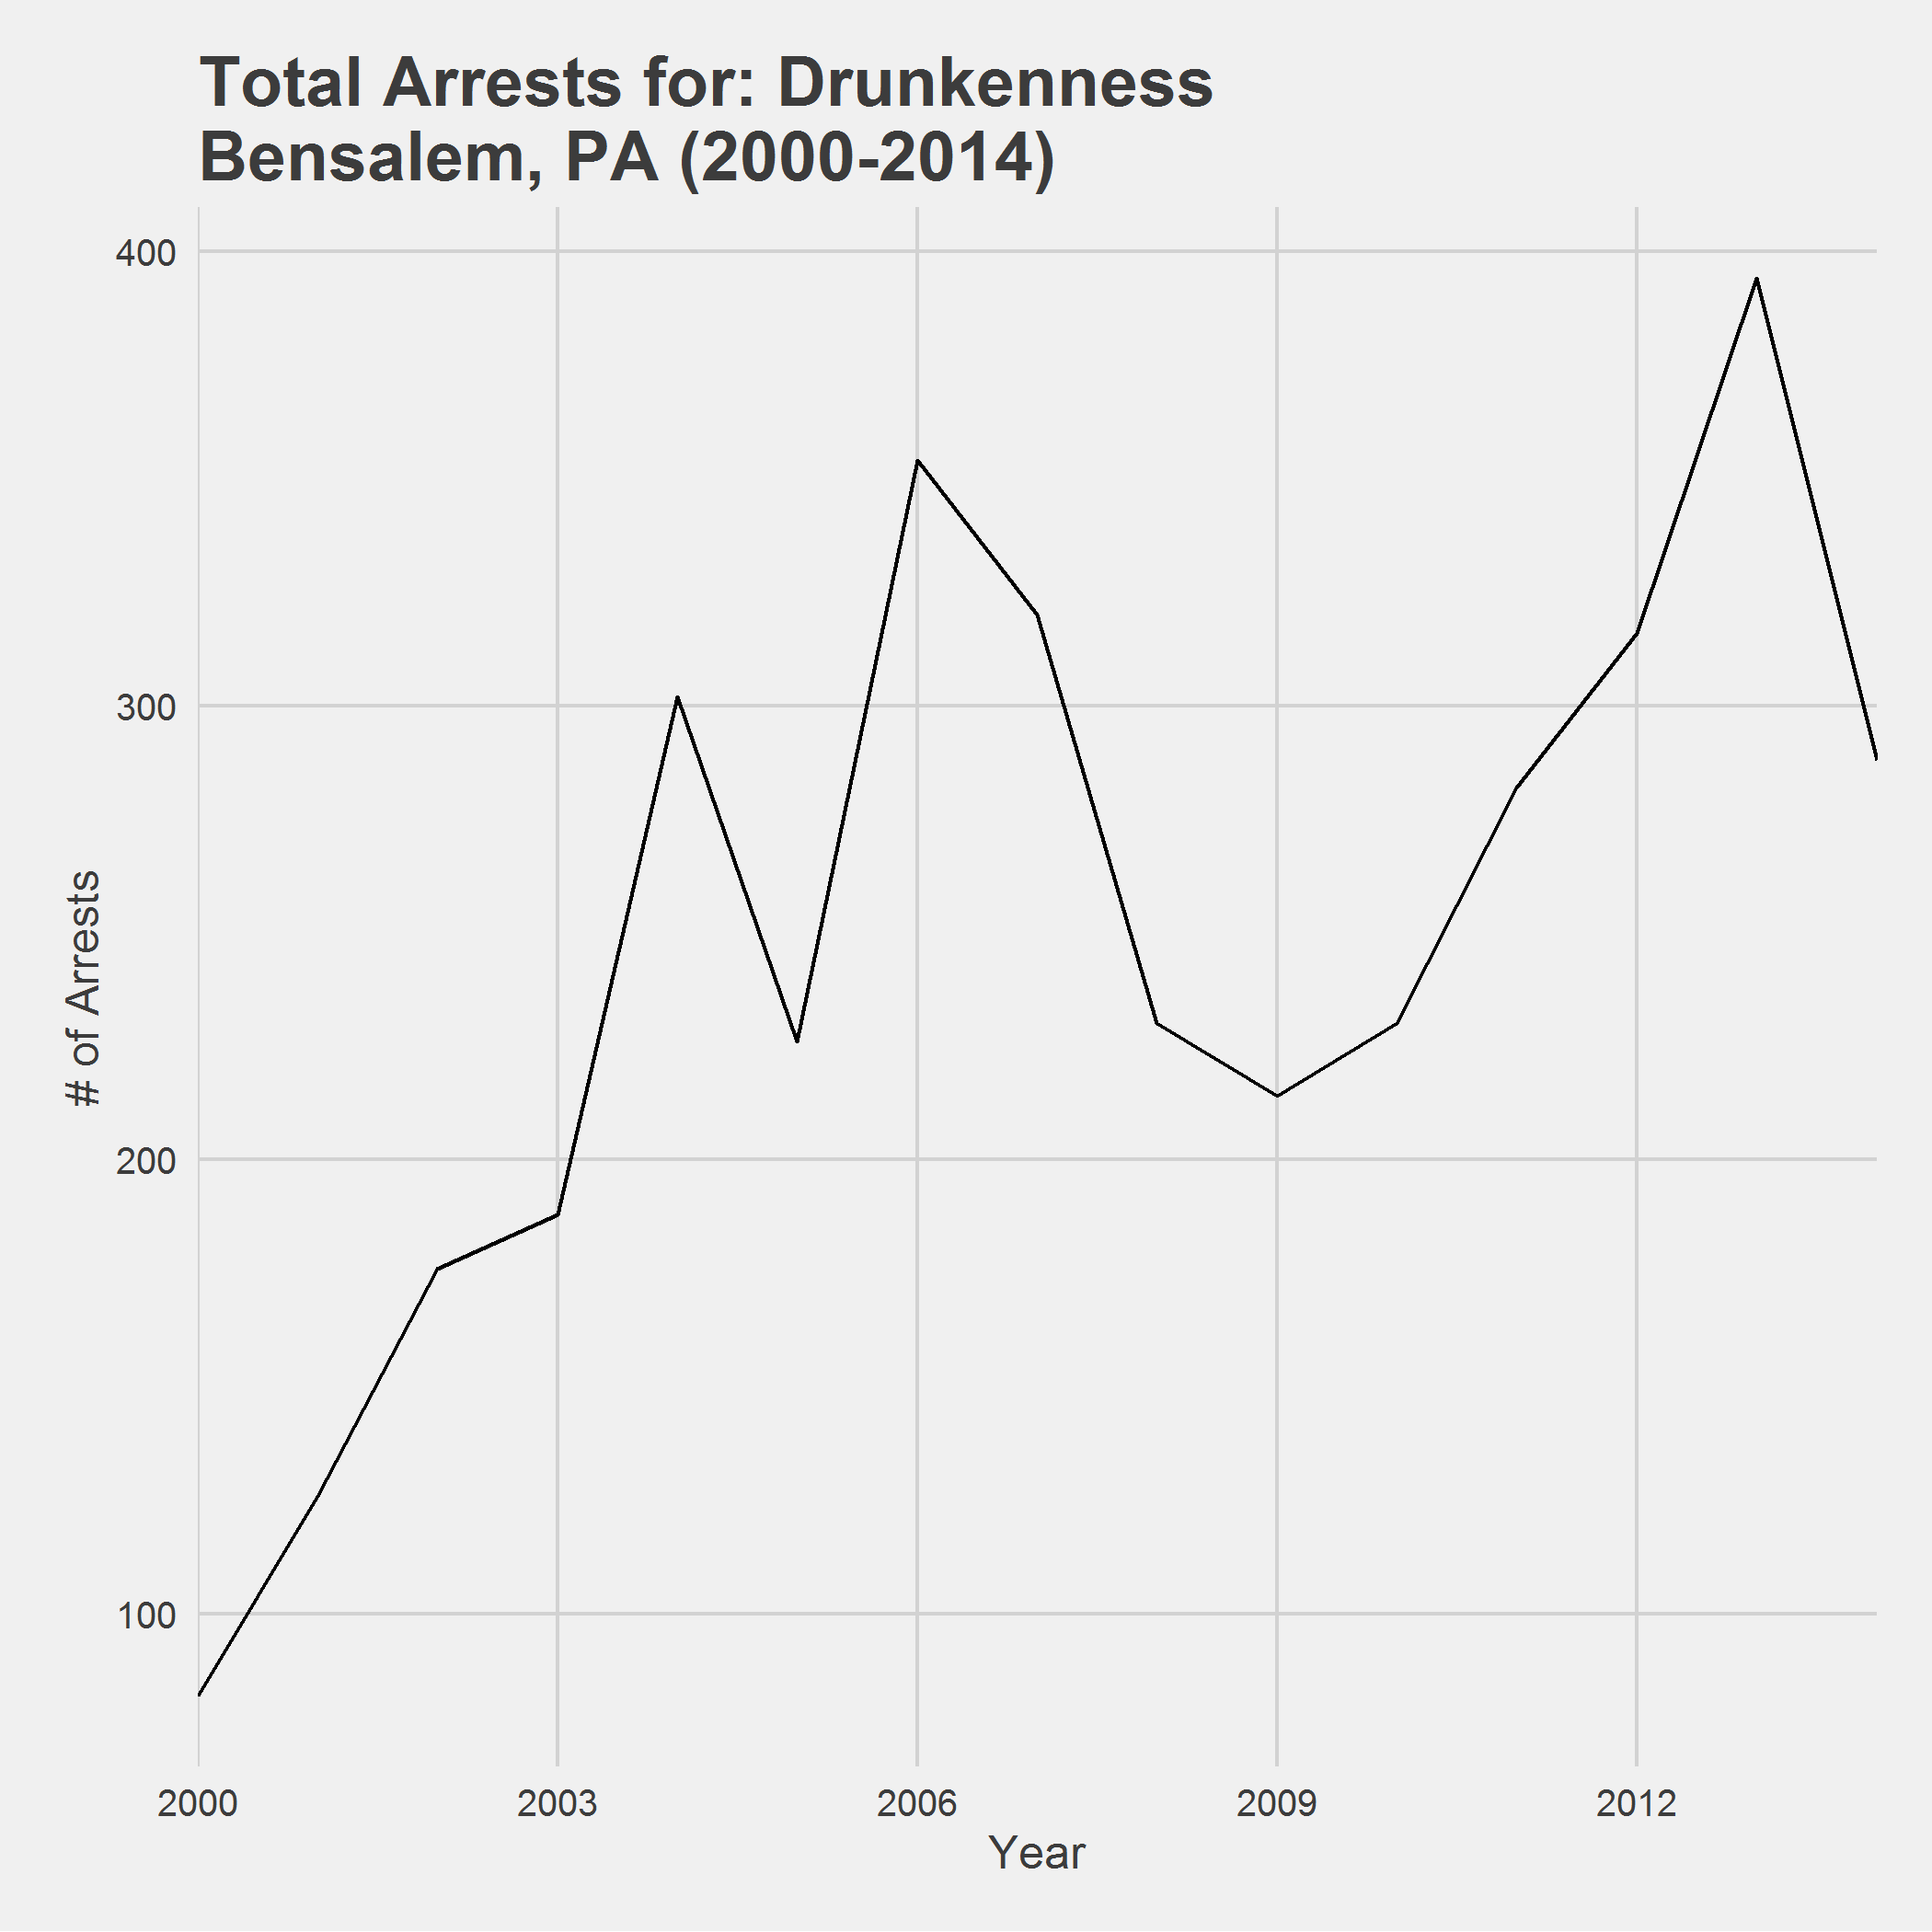 Total Arrests for: Drunkenness
Bensalem, PA (2000-2014)
400
300
200
100
# of Arrests
2000 2003 2006 2009 2012
Year